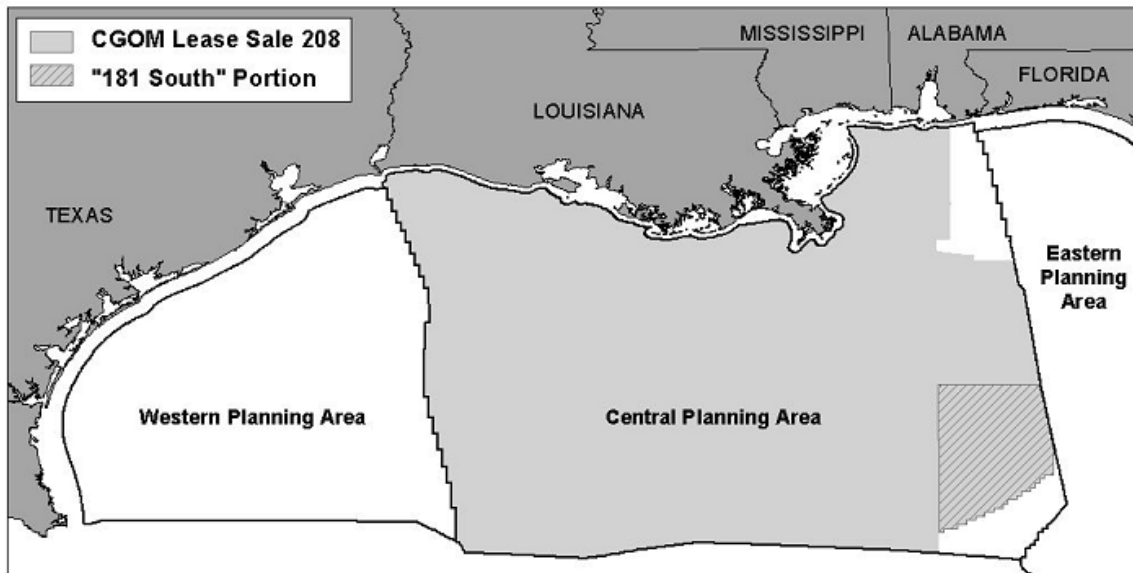 CGOM Lease Sale 208
"181 South" Portion
MISSISSIPPI
ALABAMA
FLORIDA
LOUISIANA
TEXAS
Eastern
Planning
Area
Western Planning Area
Central Planning Area